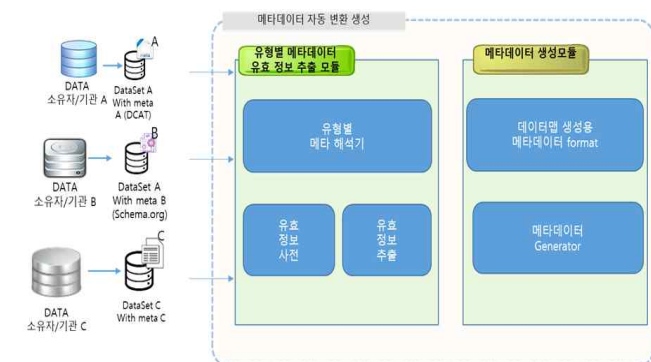 메타데이터 자동 변환 생성
A
DATA
소유자/기관 A
DataSet A
With meta
A (DCAT)
B
DATA
소유자/기관 B
DataSet A
With meta B
(Schema.org)
C
DATA
소유자/기관 C
DataSet C
With meta C
유형별 메타데이터
유효 정보 추출 모듈
유형별
메타 해석기
유효
정보
사전
유효
정보
추출
메타데이터 생성모듈
데이터맵 생성용
메타데이터 format
메타데이터
Generator